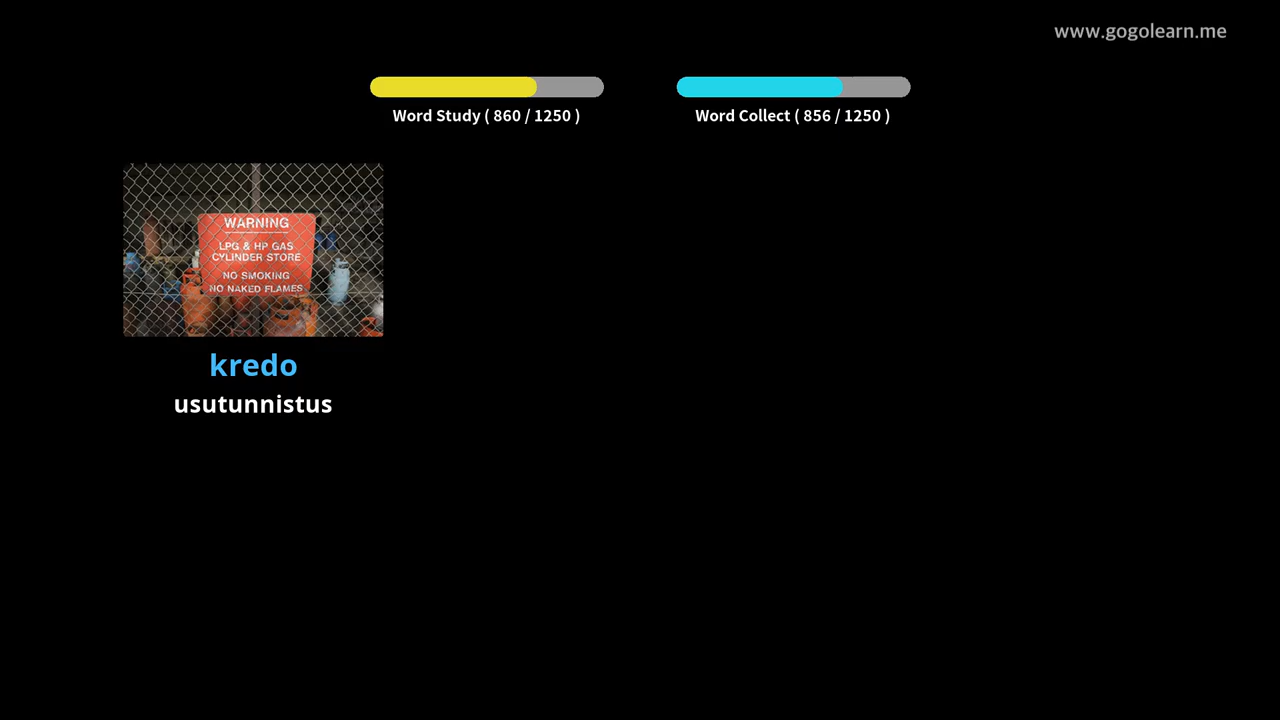 www.gogolearn.me
Word Study ( 860 / 1250 )
Word Collect ( 856 / 1250 )
WARNING
LPG & HP GAS
CYLINDER STORE
NO SMOKING
NO NAKED FLAMES
kredo
usutunnistus